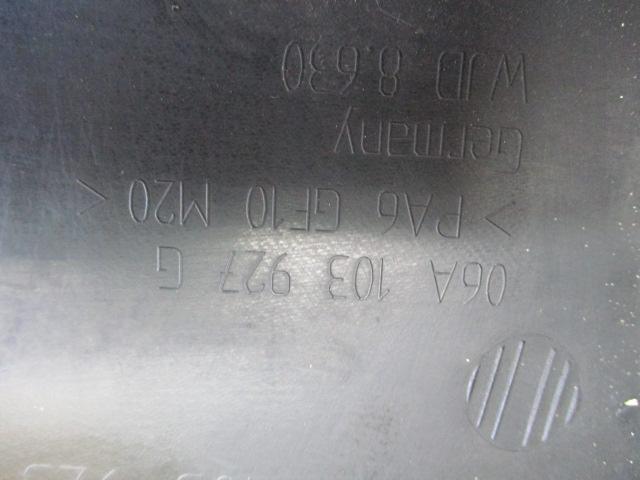 06A 103 927 G
>PA6 GF10 M20<
Germany
WJD 8.630